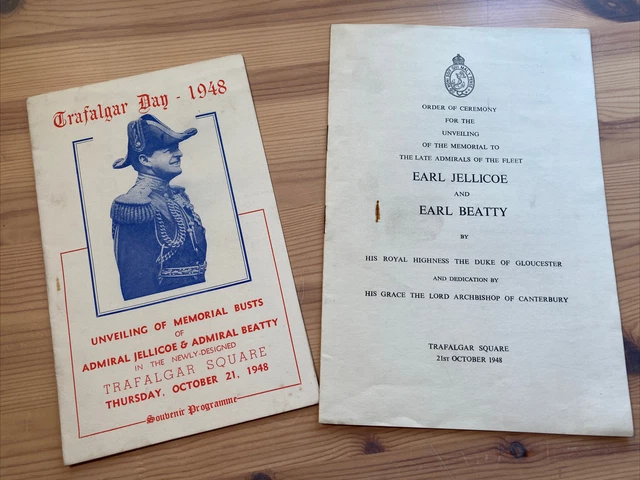 Trafalgar Day - 1948
UNVEILING OF MEMORIAL BUSTS
OF
ADMIRAL JELLICOE & ADMIRAL BEATTY
IN THE NEWLY-DESIGNED
TRAFALGAR SQUARE
THURSDAY, OCTOBER 21, 1948
Souvenir Programme
ORDER OF CEREMONY
FOR THE
UNVEILING
OF THE MEMORIAL TO
THE LATE ADMIRALS OF THE FLEET
EARL JELLICOE
AND
EARL BEATTY
BY
HIS ROYAL HIGHNESS THE DUKE OF GLOUCESTER
AND DEDICATION BY
HIS GRACE THE LORD ARCHBISHOP OF CANTERBURY
TRAFALGAR SQUARE
21ST OCTOBER 1948